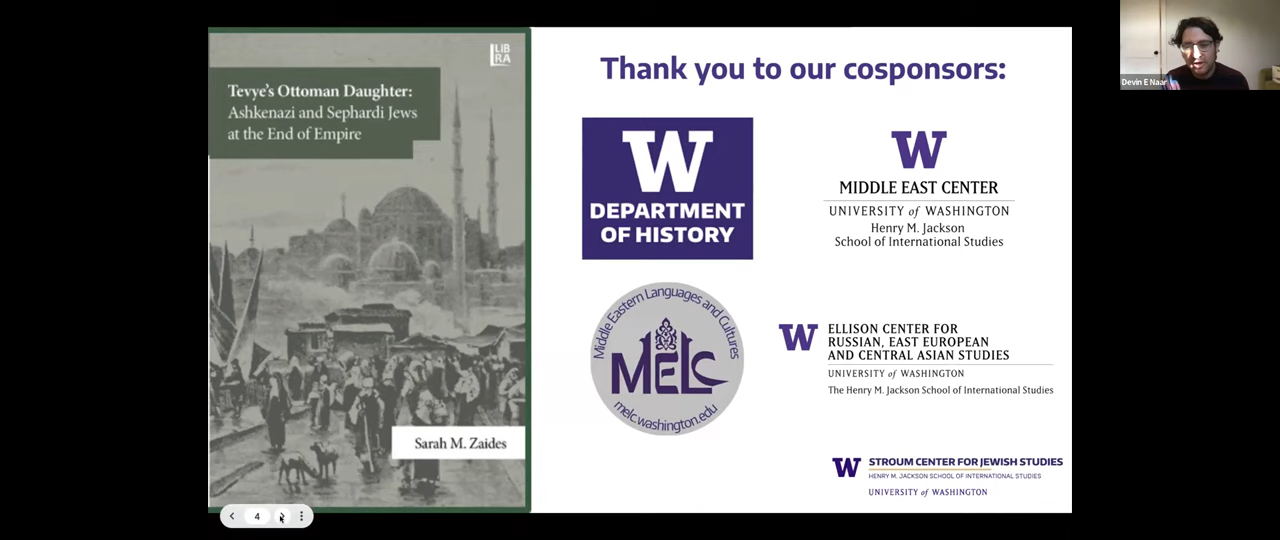 LIB
RA
Tevye's Ottoman Daughter:
Ashkenazi and Sephardi Jews
at the End of Empire
Sarah M. Zaides
Thank you to our cosponsors:
W
DEPARTMENT
OF HISTORY
W
MIDDLE EAST CENTER
UNIVERSITY of WASHINGTON
Henry M. Jackson
School of International Studies
Middle Eastern Languages and Cultures
MELC
melc.washington.edu
W
ELLISON CENTER FOR
RUSSIAN, EAST EUROPEAN
AND CENTRAL ASIAN STUDIES
UNIVERSITY of WASHINGTON
The Henry M. Jackson School of International Studies
W
STROUM CENTER FOR JEWISH STUDIES
HENRY M. JACKSON SCHOOL OF INTERNATIONAL STUDIES
UNIVERSITY of WASHINGTON
4
Devin E Naar